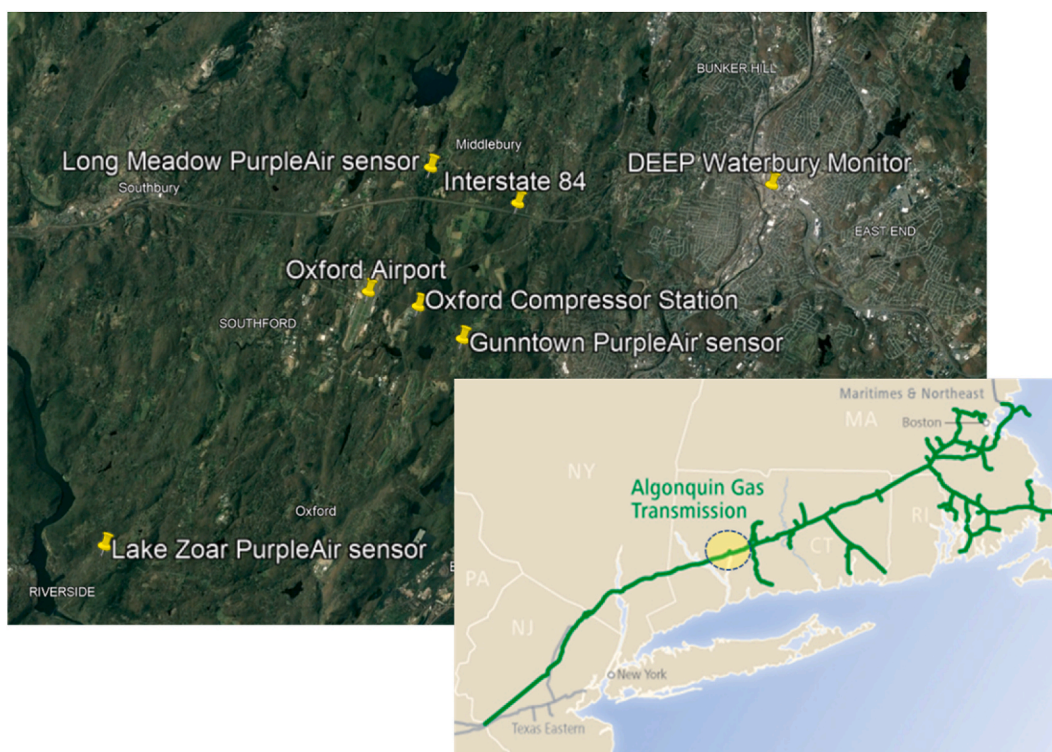 BUNKER HILL
Long Meadow PurpleAir sensor
Middlebury
DEEP Waterbury Monitor
Interstate 84
Southbury
EAST END
Oxford Airport
Oxford Compressor Station
SOUTHFORD
Gunntown PurpleAir sensor
Oxford
Lake Zoar PurpleAir sensor
RIVERSIDE
Maritimes & Northeast
MA
Boston
NY
Algonquin Gas
Transmission
RI
CT
PA
NJ
New York
Texas Eastern